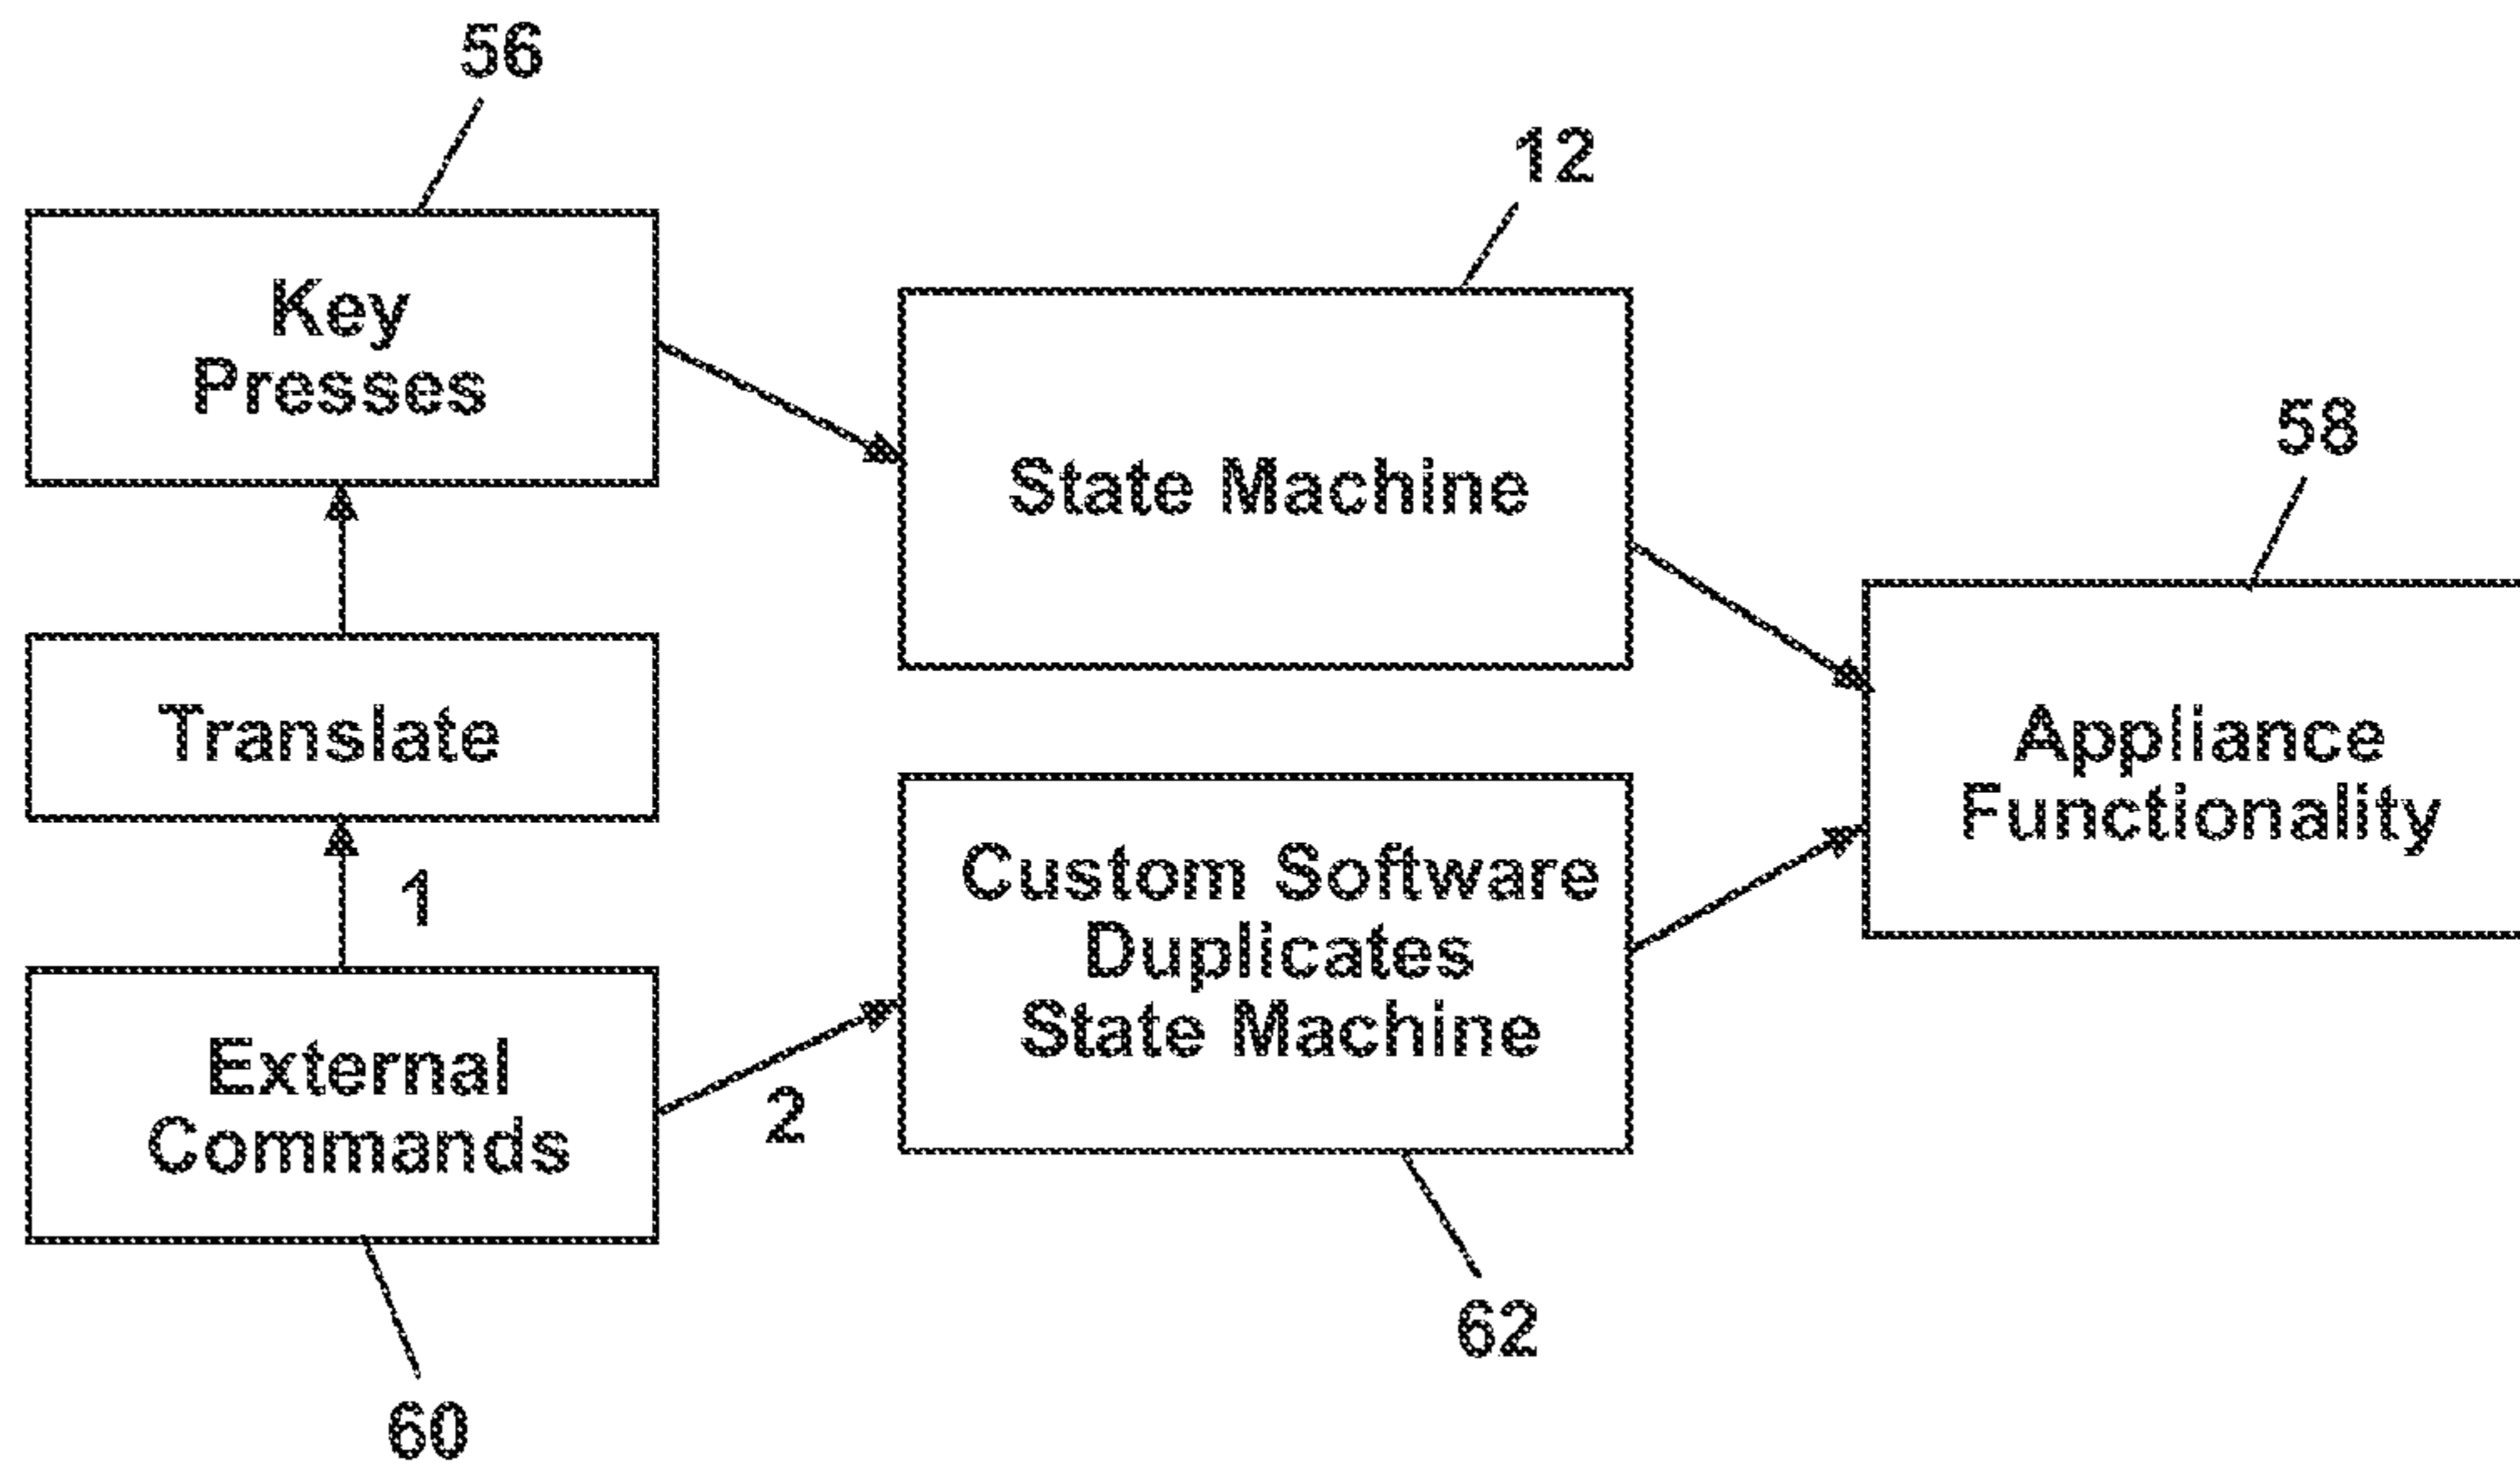 56
12
Key
Presses
State Machine
58
Translate
Appliance
Functionality
1
Custom Software
Duplicates
State Machine
External
Commands
2
62
60